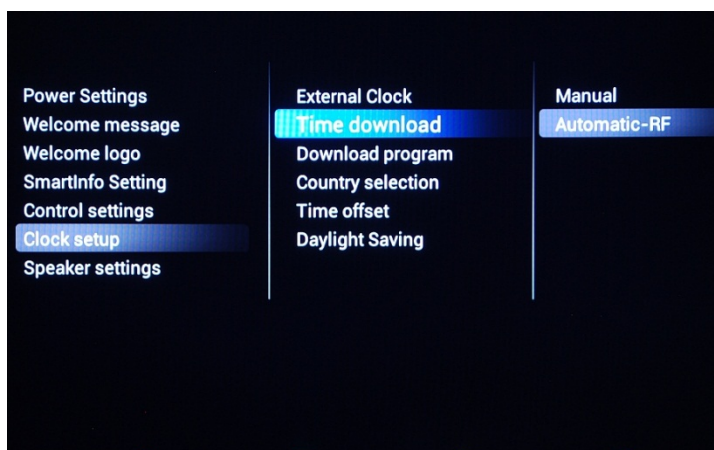 Power Settings
Welcome message
Welcome logo
SmartInfo Setting
Control settings
Clock setup
Speaker settings
External Clock
Time download
Download program
Country selection
Time offset
Daylight Saving
Manual
Automatic-RF